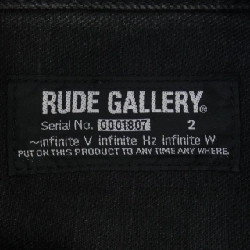 RUDE GALLERY®
Serial No. 0001807 2
~infinite V infinite Hz infinite W
PUT ON THIS PRODUCT TO ANY TIME ANY WHERE